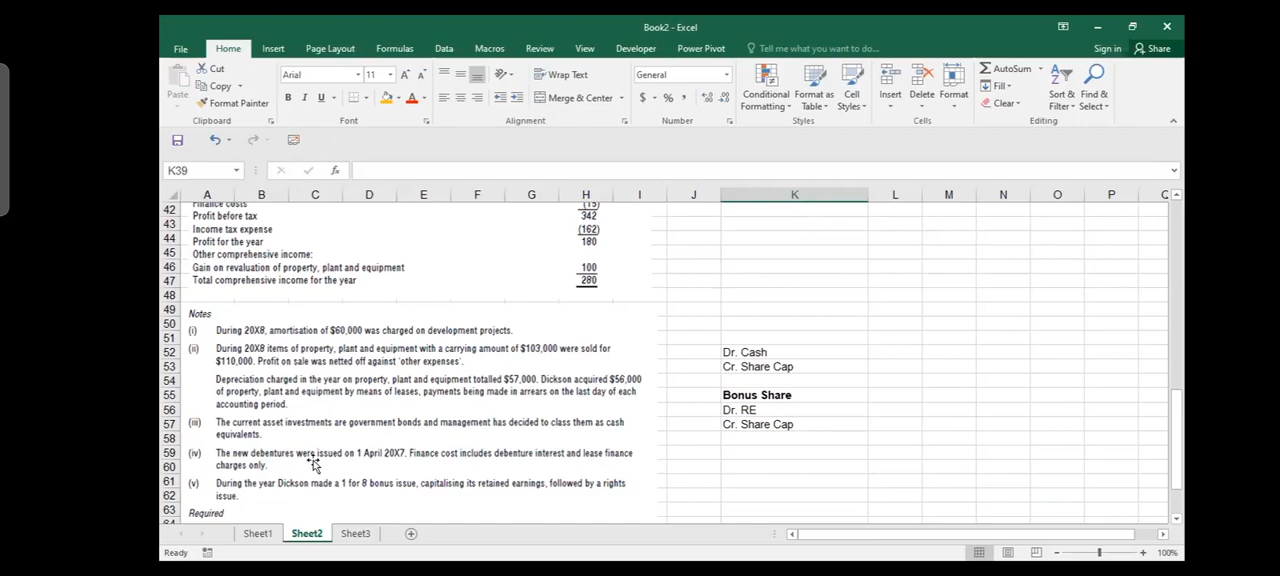 Book2 - Excel
File Home Insert Page Layout Formulas Data Macros Review View Developer Power Pivot Tell me what you want to do... Sign in Share
Paste
Cut
Copy
Format Painter
Clipboard
Arial 11
B I U
Font
Wrap Text
Merge & Center
Alignment
General
$ % ,
Number
Conditional Formatting
Format as Table
Cell Styles
Styles
Insert
Delete
Format
Cells
AutoSum
Fill
Clear
Sort & Filter
Find & Select
Editing
K39 fx
A B C D E F G H I J K L M N O P Q
42
43
44
45
46
47
48
49
50
51
52
53
54
55
56
57
58
59
60
61
62
63
64
Finance costs (15)
Profit before tax 342
Income tax expense (162)
Profit for the year 180
Other comprehensive income:
Gain on revaluation of property, plant and equipment 100
Total comprehensive income for the year 280
Notes
(i) During 20X8, amortisation of $60,000 was charged on development projects.
(ii) During 20X8 items of property, plant and equipment with a carrying amount of $103,000 were sold for
$110,000. Profit on sale was netted off against 'other expenses'.
Depreciation charged in the year on property, plant and equipment totalled $57,000. Dickson acquired $56,000
of property, plant and equipment by means of leases, payments being made in arrears on the last day of each
accounting period.
(iii) The current asset investments are government bonds and management has decided to class them as cash
equivalents.
(iv) The new debentures were issued on 1 April 20X7. Finance cost includes debenture interest and lease finance
charges only.
(v) During the year Dickson made a 1 for 8 bonus issue, capitalising its retained earnings, followed by a rights
issue.
Required
Dr. Cash
Cr. Share Cap
Bonus Share
Dr. RE
Cr. Share Cap
Sheet1 Sheet2 Sheet3
Ready 100%